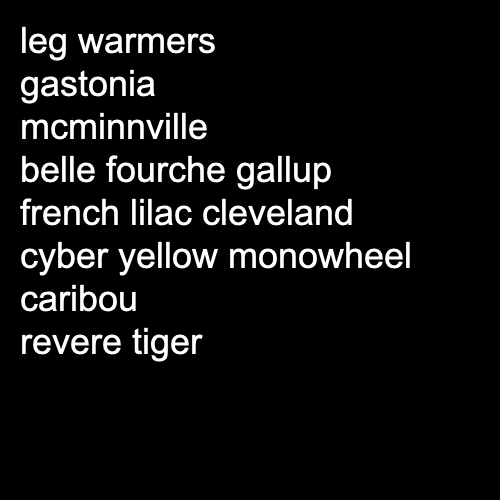 leg warmers
gastonia
mcminnville
belle fourche gallup
french lilac cleveland
cyber yellow monowheel
caribou
revere tiger